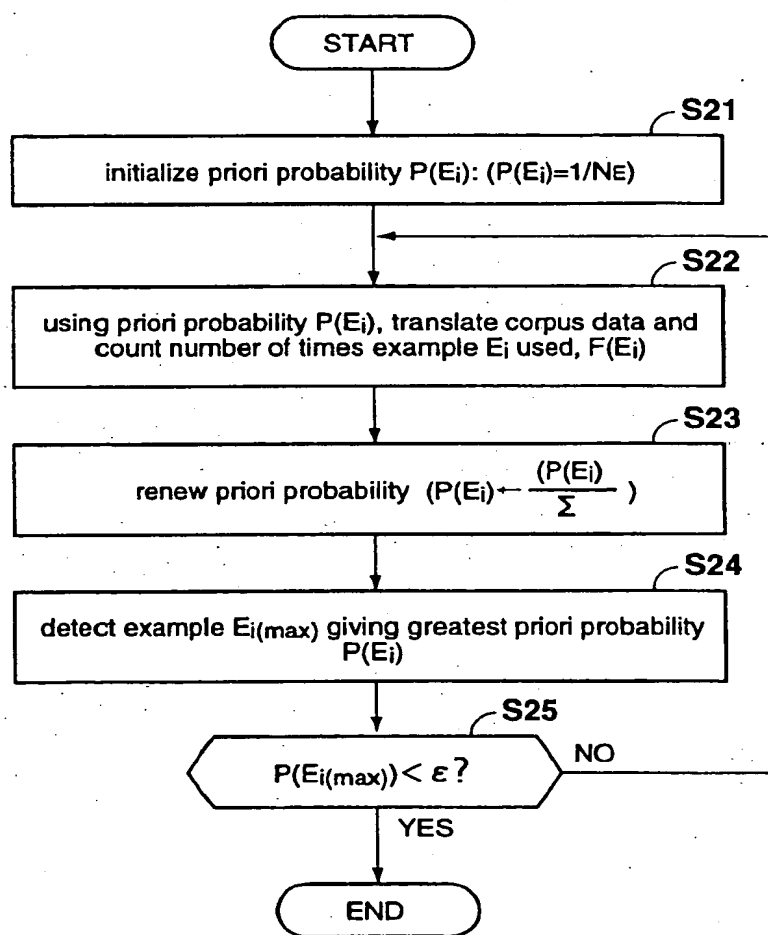 START
S21
initialize priori probability P(Ei): (P(Ei)=1/NE)
S22
using priori probability P(Ei), translate corpus data and
count number of times example Ei used, F(Ei)
S23
renew priori probability (P(Ei)←(P(Ei)/Σ )
S24
detect example Ei(max) giving greatest priori probability
P(Ei)
S25
P(Ei(max))< ε?
NO
YES
END